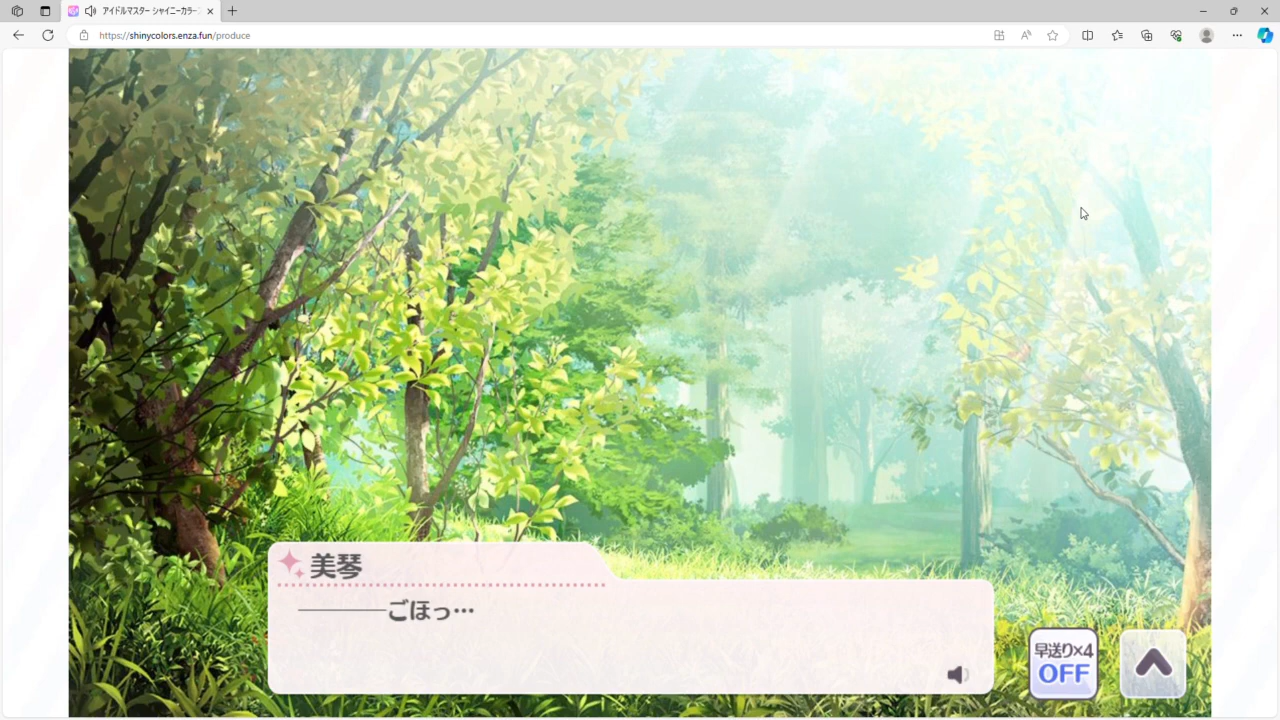 アイドルマスター シャイニーカラー
https://shinycolors.enza.fun/produce
美琴
――――ごほっ…
早送り×4
OFF